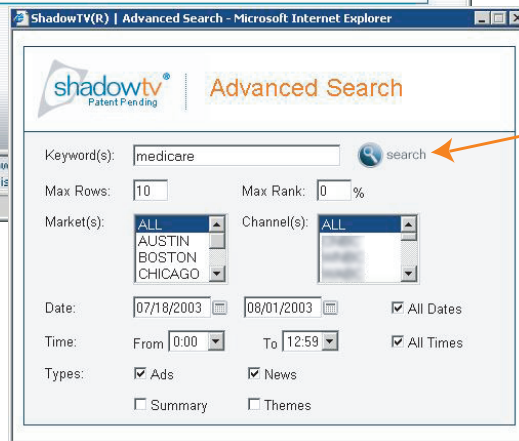 ShadowTV(R) | Advanced Search - Microsoft Internet Explorer
shadowtv®
Patent Pending
Advanced Search
Keyword(s): medicare search
Max Rows: 10 Max Rank: 0 %
Market(s): ALL Channel(s): ALL
AUSTIN
BOSTON
CHICAGO
Date: 07/18/2003 08/01/2003 All Dates
Time: From 0:00 To 12:59 All Times
Types: Ads News
Summary Themes